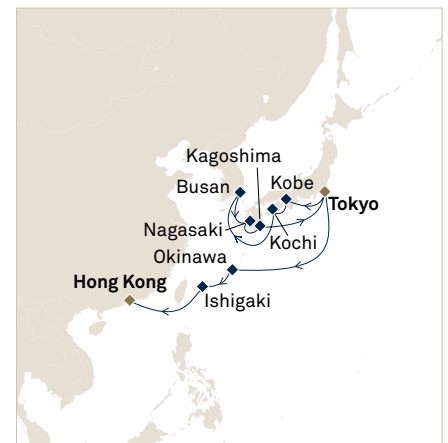 Kagoshima
Busan
Kobe
Tokyo
Nagasaki
Kochi
Okinawa
Hong Kong
Ishigaki